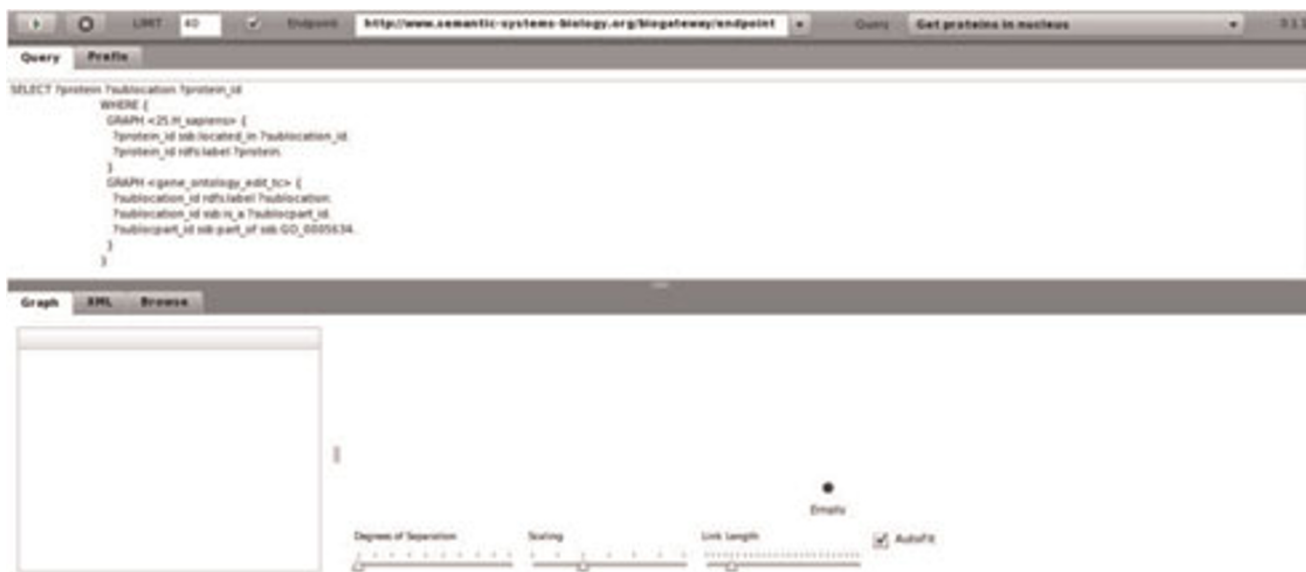 LIMIT 40 Endpoint http://www.semantic-systems-biology.org/biogateway/endpoint Query Get proteins in nucleus
Query Prefix
SELECT ?protein ?sublocation ?protein_id
WHERE {
GRAPH <25.H_sapiens> {
?protein_id ssb:located_in ?sublocation_id.
?protein_id rdfs:label ?protein.
}
GRAPH <gene_ontology_edit_tc> {
?sublocation_id rdfs:label ?sublocation.
?sublocation_id ssb:is_a ?sublocpart_id.
?sublocpart_id ssb:part_of ssb:GO_0005634.
}
}
Graph XML Browse
Emails
Degrees of Separation Scaling Link Length AutoFit